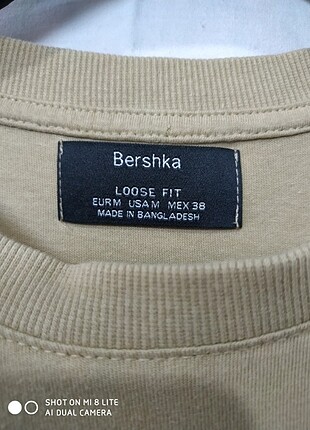 Bershka
LOOSE FIT
EUR M USA M MEX 38
MADE IN BANGLADESH
SHOT ON MI 8 LITE
AI DUAL CAMERA